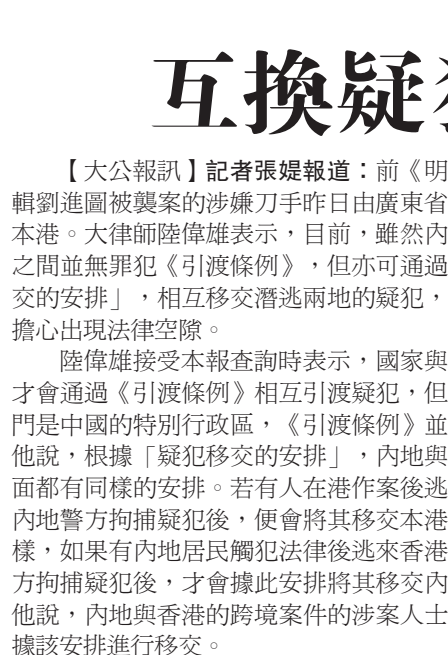 互換疑
【大公報訊】記者張媞報道：前《明
輯劉進圖被襲案的涉嫌刀手昨日由廣東省
本港。大律師陸偉雄表示，目前，雖然內
之間並無罪犯《引渡條例》，但亦可通過
交的安排」，相互移交潛逃兩地的疑犯，
擔心出現法律空隙。
陸偉雄接受本報查詢時表示，國家與
才會通過《引渡條例》相互引渡疑犯，但
門是中國的特別行政區，《引渡條例》並
他說，根據「疑犯移交的安排」，內地與
面都有同樣的安排。若有人在港作案後逃
內地警方拘捕疑犯後，便會將其移交本港
樣，如果有內地居民觸犯法律後逃來香港
方拘捕疑犯後，才會據此安排將其移交內
他說，內地與香港的跨境案件的涉案人士
據該安排進行移交。